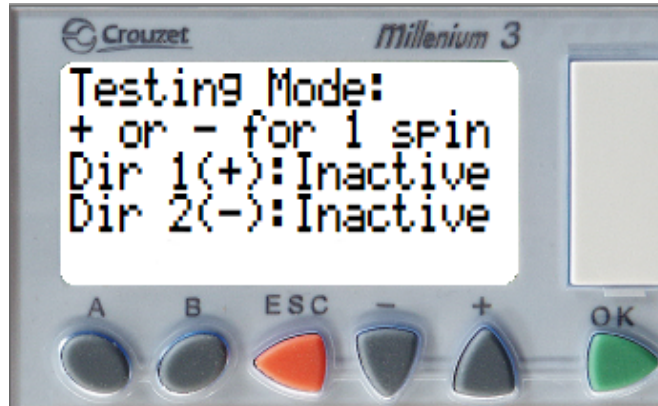 Crouzet Millenium 3
Testing Mode:
+ or - for 1 spin
Dir 1(+):Inactive
Dir 2(-):Inactive
A B ESC - + OK